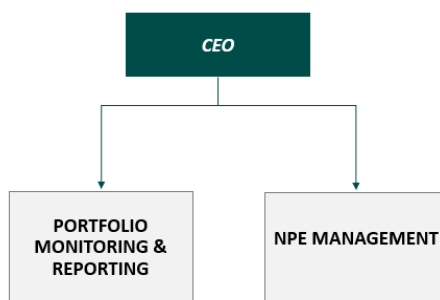 CEO
PORTFOLIO
MONITORING &
REPORTING
NPE MANAGEMENT